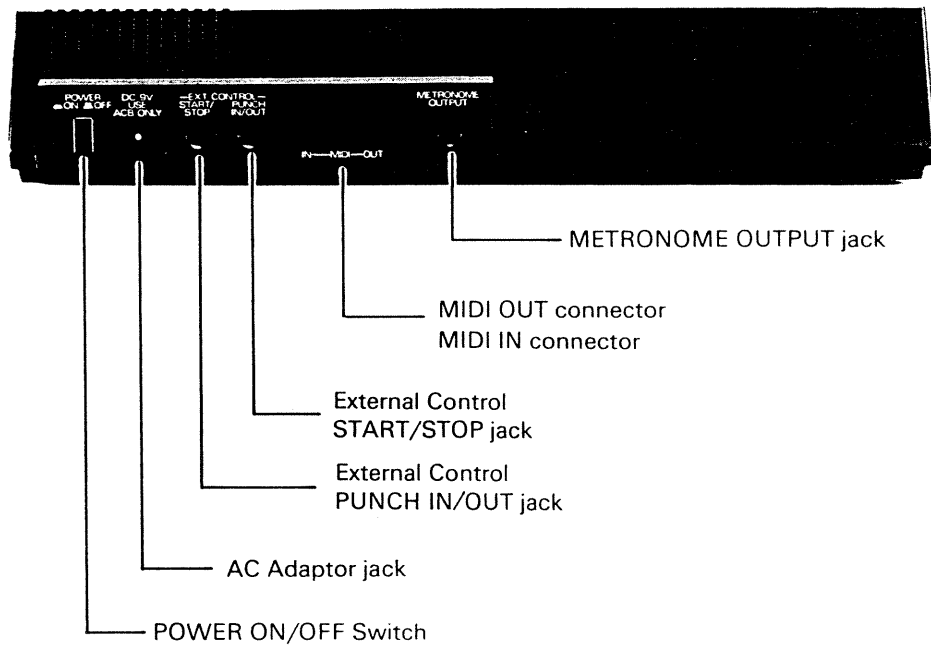 POWER
ON OFF
DC 9V
USE
ACB ONLY
EXT CONTROL
START/
STOP
PUNCH
IN/OUT
METRONOME
OUTPUT
IN—MIDI—OUT
METRONOME OUTPUT jack
MIDI OUT connector
MIDI IN connector
External Control
START/STOP jack
External Control
PUNCH IN/OUT jack
AC Adaptor jack
POWER ON/OFF Switch